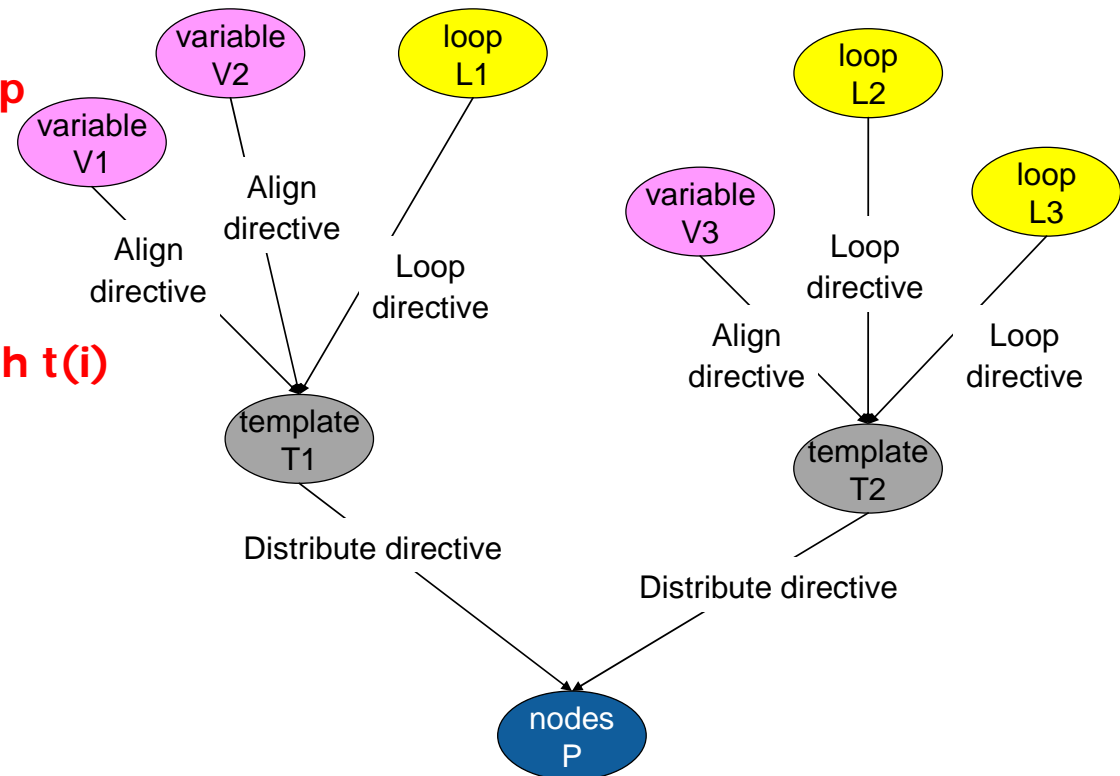 variable
V2
loop
L1
loop
L2
p
variable
V1
loop
L3
variable
V3
Align
directive
Align
directive
Loop
directive
Loop
directive
Align
directive
Loop
directive
h t(i)
template
T1
template
T2
Distribute directive
Distribute directive
nodes
P